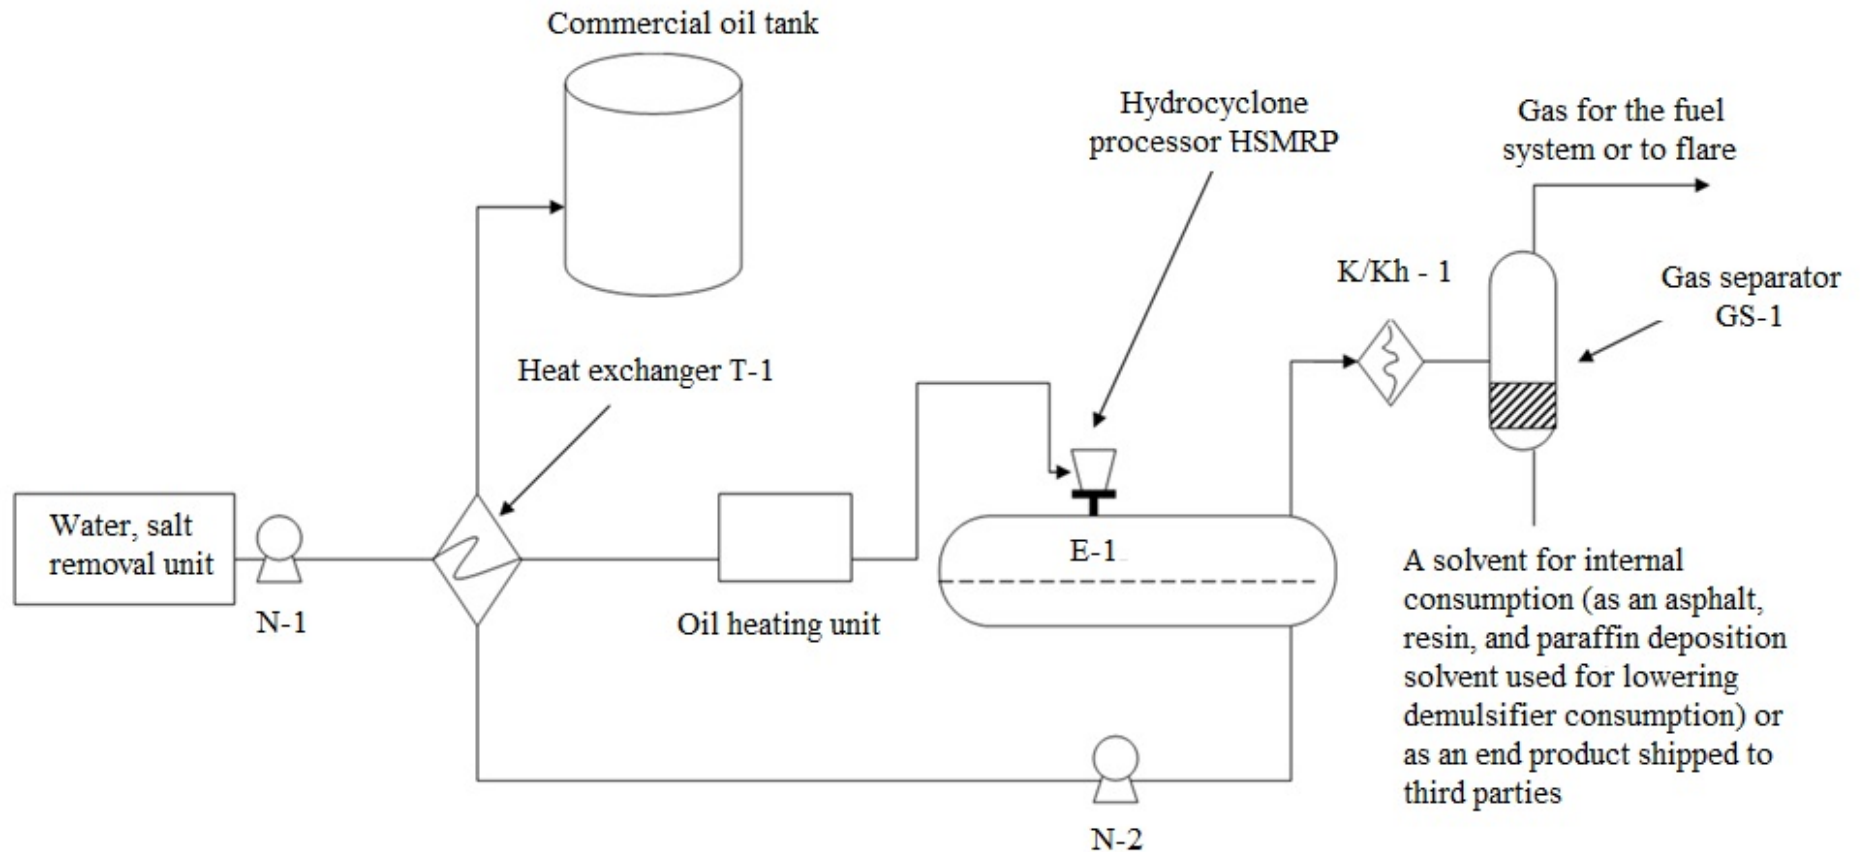 Commercial oil tank
Hydrocyclone
processor HSMRP
Gas for the fuel
system or to flare
K/Kh - 1
Gas separator
GS-1
Heat exchanger T-1
Water, salt
removal unit
N-1
Oil heating unit
E-1
A solvent for internal
consumption (as an asphalt,
resin, and paraffin deposition
solvent used for lowering
demulsifier consumption) or
as an end product shipped to
third parties
N-2